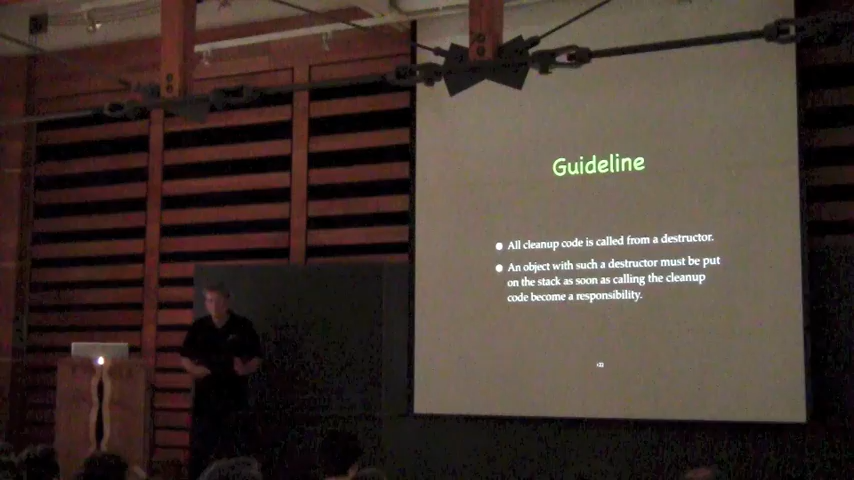 Guideline
All cleanup code is called from a destructor.
An object with such a destructor must be put
on the stack as soon as calling the cleanup
code become a responsibility.